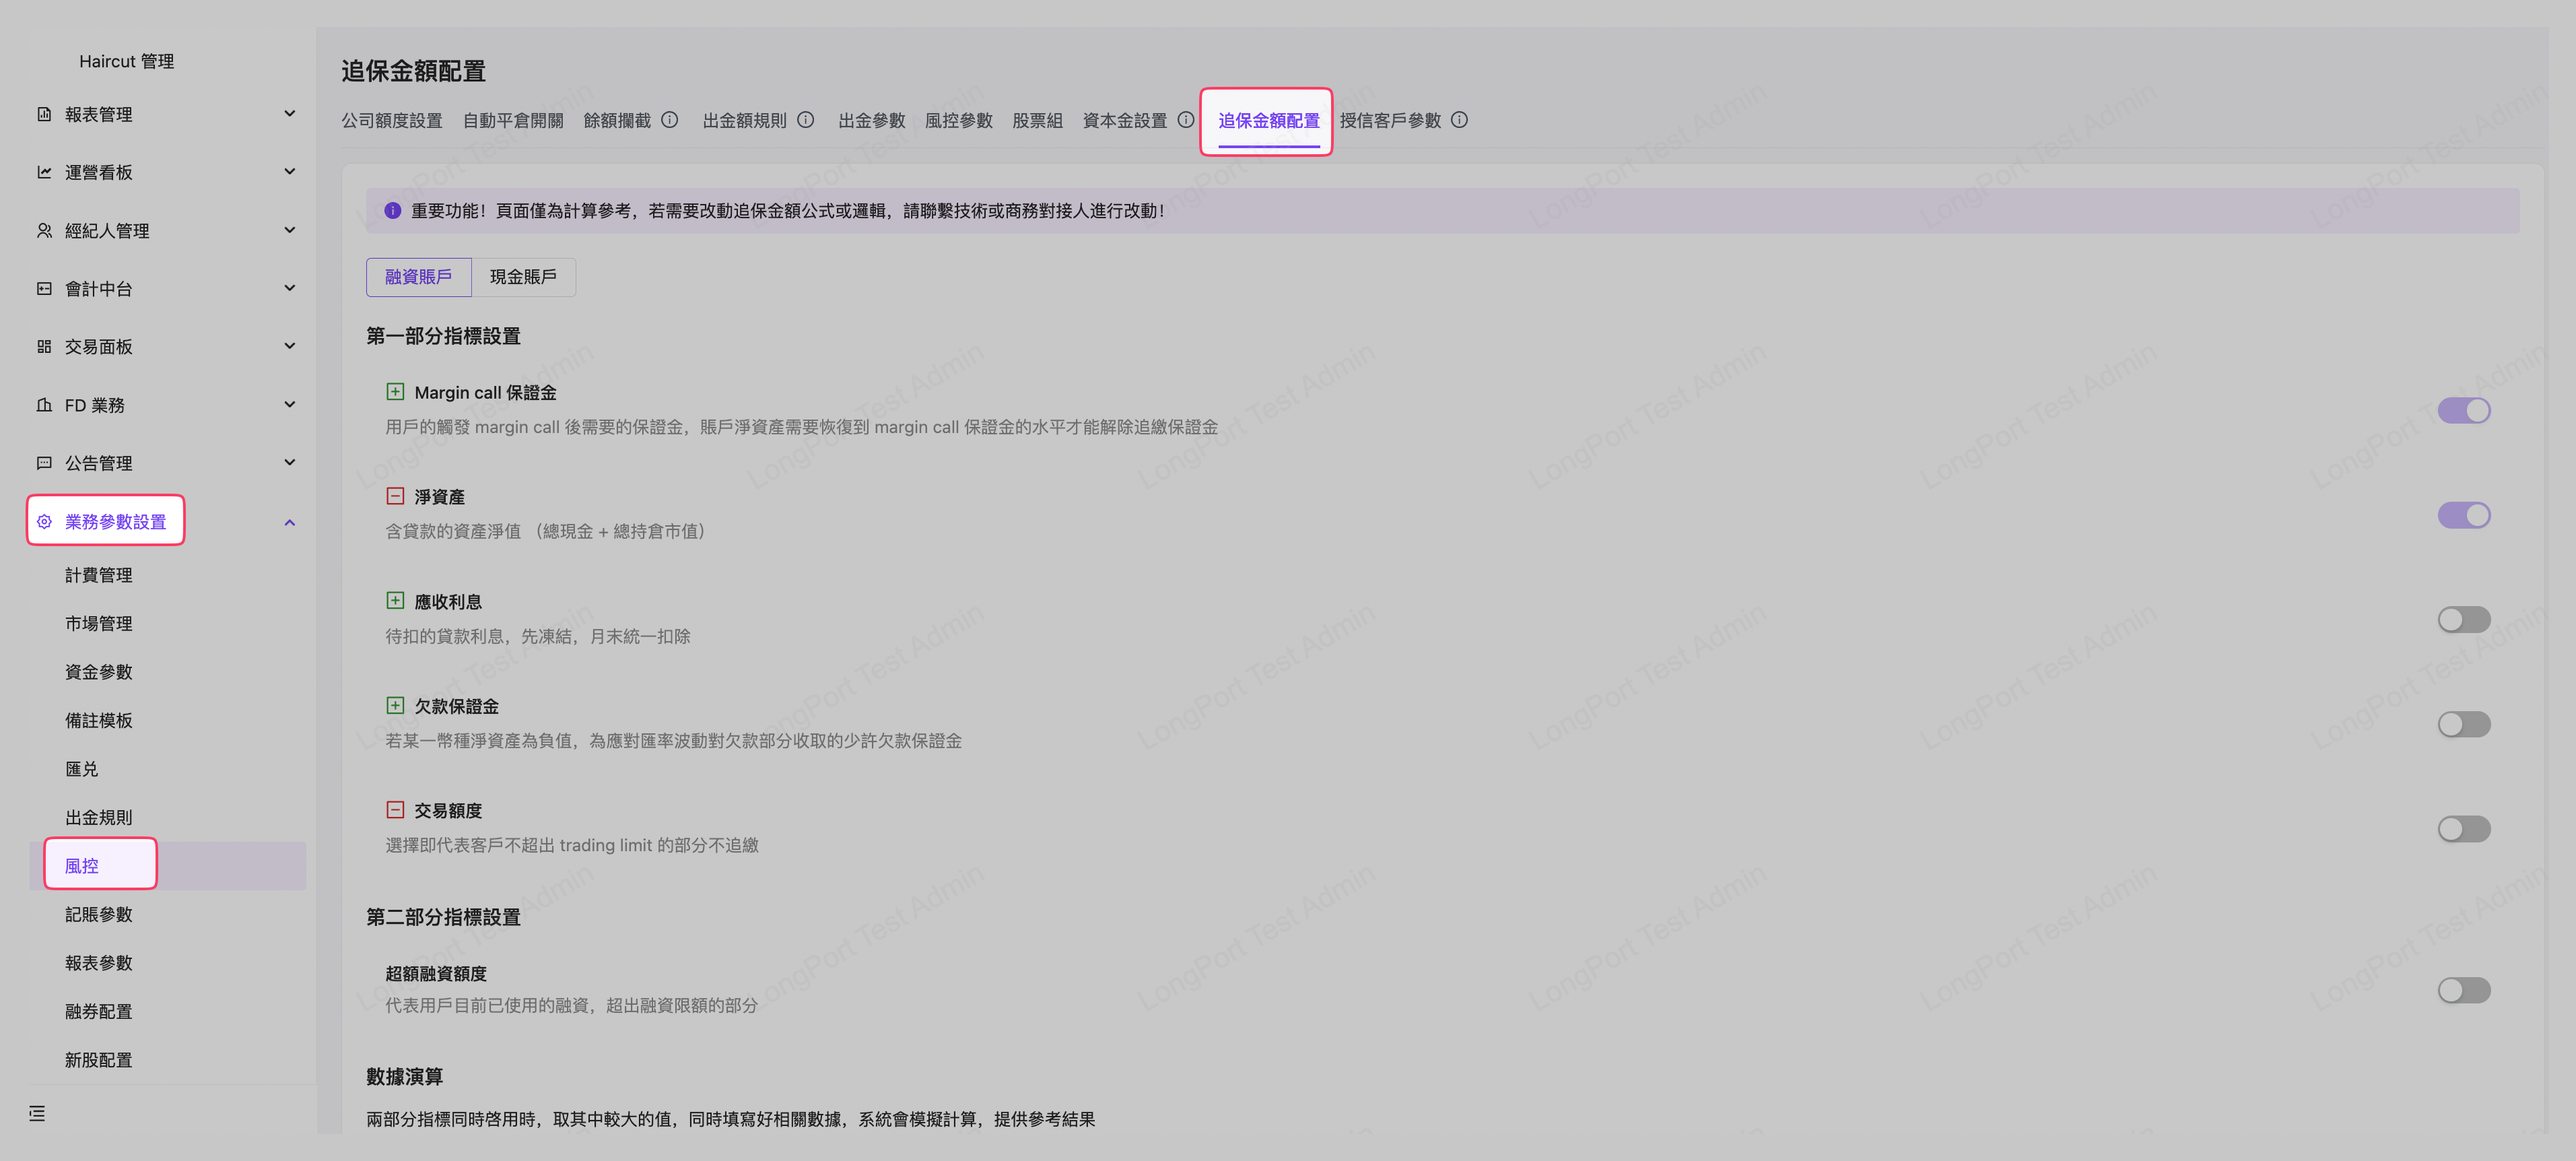 Haircut 管理
報表管理
運營看板
經紀人管理
會計中台
交易面板
FD 業務
公告管理
業務參數設置
計費管理
市場管理
資金參數
備註模板
匯兑
出金規則
風控
記賬參數
報表參數
融券配置
新股配置
追保金額配置
公司額度設置 自動平倉開關 餘額攔截 出金額規則 出金參數 風控參數 股票組 資本金設置 追保金額配置 授信客戶參數
重要功能！頁面僅為計算參考，若需要改動追保金額公式或邏輯，請聯繫技術或商務對接人進行改動！
融資賬戶 現金賬戶
第一部分指標設置
Margin call 保證金
用戶的觸發 margin call 後需要的保證金，賬戶淨資產需要恢復到 margin call 保證金的水平才能解除追繳保證金
淨資產
含貸款的資產淨值 （總現金 + 總持倉市值）
應收利息
待扣的貸款利息，先凍結，月末統一扣除
欠款保證金
若某一幣種淨資產為負值，為應對匯率波動對欠款部分收取的少許欠款保證金
交易額度
選擇即代表客戶不超出 trading limit 的部分不追繳
第二部分指標設置
超額融資額度
代表用戶目前已使用的融資，超出融資限額的部分
數據演算
兩部分指標同時啓用時，取其中較大的值，同時填寫好相關數據，系統會模擬計算，提供參考結果
LongPort Test Admin